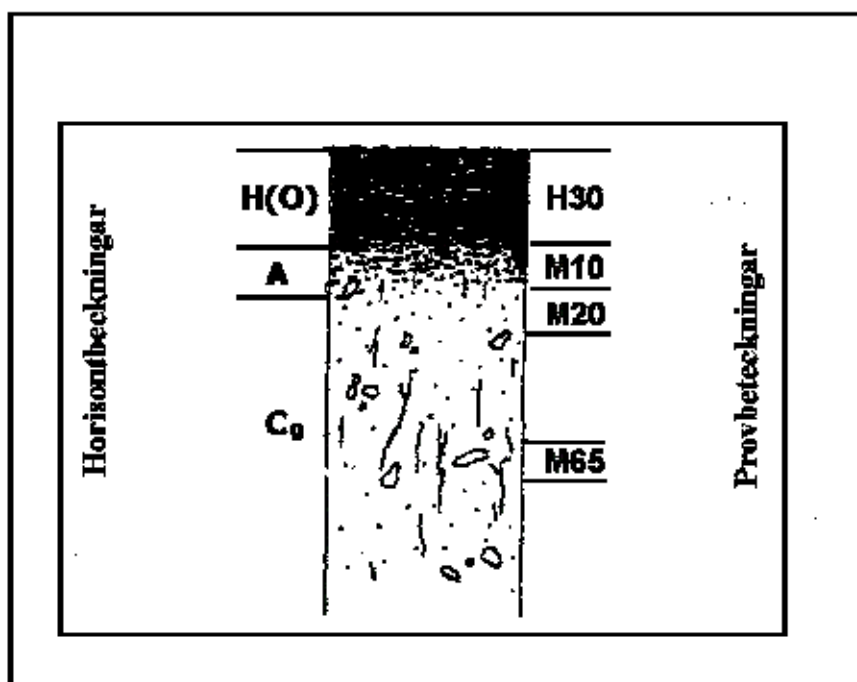 Horisontbeckningar
H(O)
A
Cg
H30
M10
M20
M65
Provbeteckningar